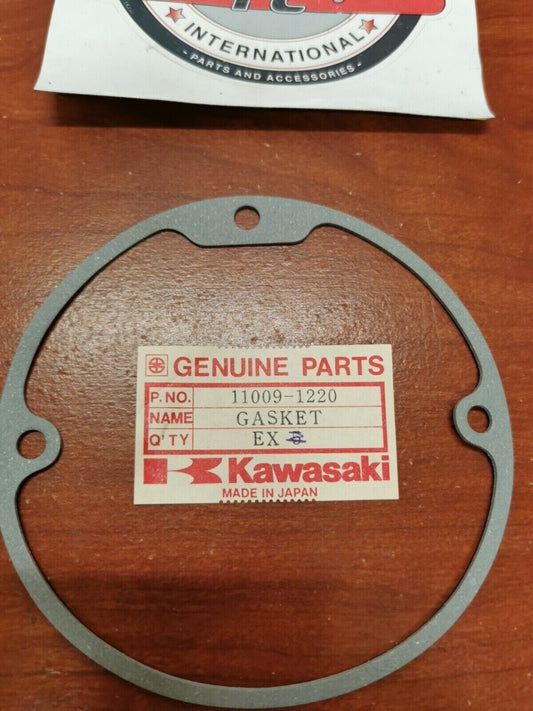 INTERNATIONAL
- PARTS AND ACCESSORIES -
GENUINE PARTS
P. NO. 11009-1220
NAME GASKET
Q'TY EX
Kawasaki
MADE IN JAPAN